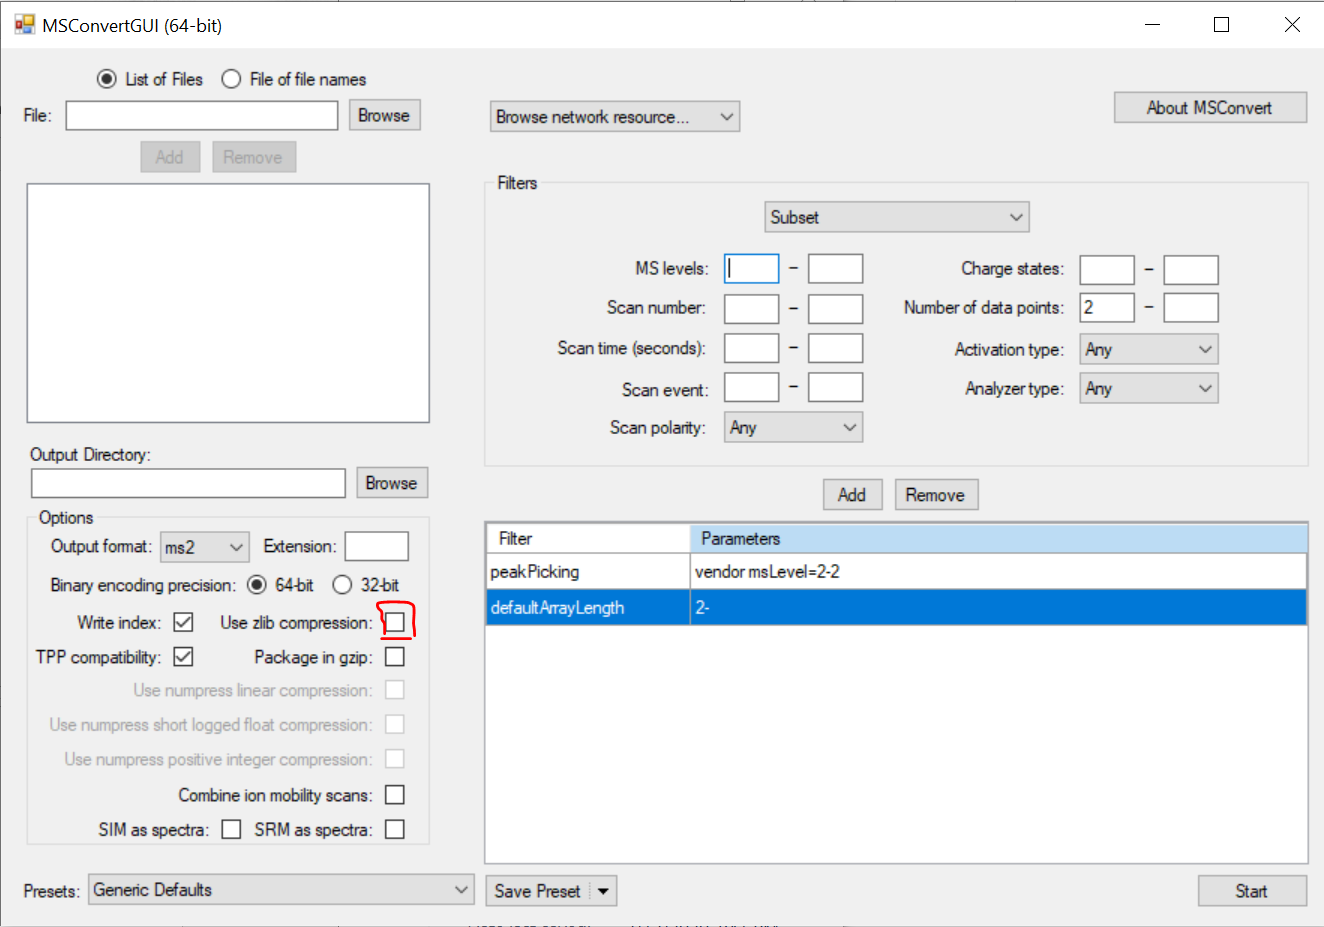 MSConvertGUI (64-bit)
List of Files File of file names
File: Browse
Browse network resource...
About MSConvert
Add Remove
Filters
Subset
MS levels: –
Charge states: –
Scan number: –
Number of data points: 2 –
Scan time (seconds): –
Activation type: Any
Scan event: –
Analyzer type: Any
Scan polarity: Any
Output Directory:
Browse
Add Remove
Options
Output format: ms2 Extension:
Binary encoding precision: 64-bit 32-bit
Write index: Use zlib compression:
TPP compatibility: Package in gzip:
Use numpress linear compression:
Use numpress short logged float compression:
Use numpress positive integer compression:
Combine ion mobility scans:
SIM as spectra: SRM as spectra:
Filter Parameters
peakPicking vendor msLevel=2-2
defaultArrayLength 2-
Presets: Generic Defaults
Save Preset
Start